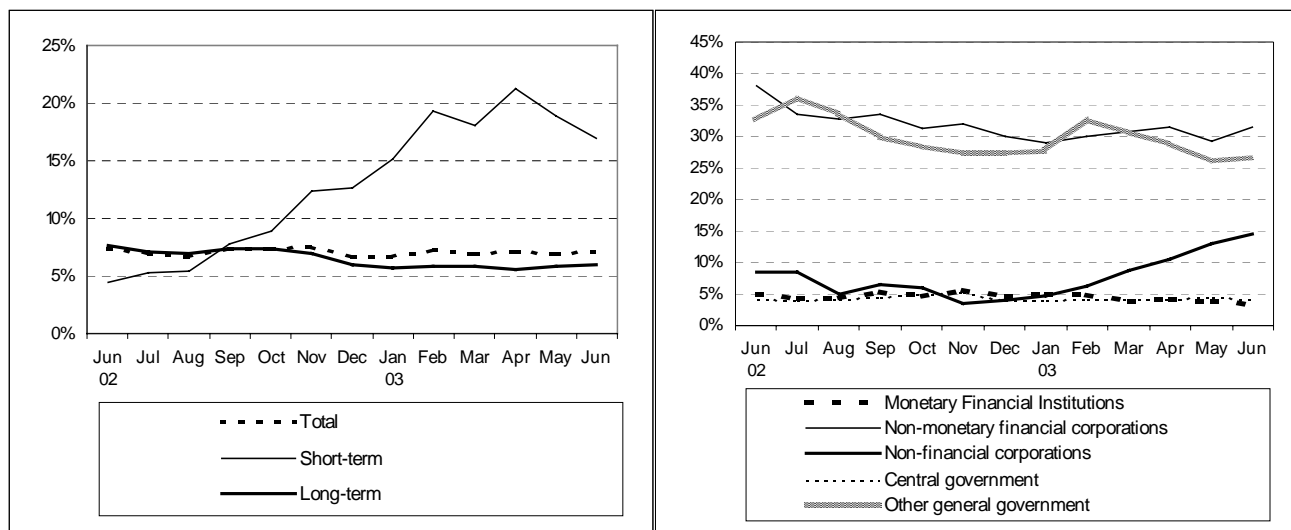 25%
20%
15%
10%
5%
0%
Jun Jul Aug Sep Oct Nov Dec Jan Feb Mar Apr May Jun
02 03
Total
Short-term
Long-term
45%
40%
35%
30%
25%
20%
15%
10%
5%
0%
Jun Jul Aug Sep Oct Nov Dec Jan Feb Mar Apr May Jun
02 03
Monetary Financial Institutions
Non-monetary financial corporations
Non-financial corporations
Central government
Other general government